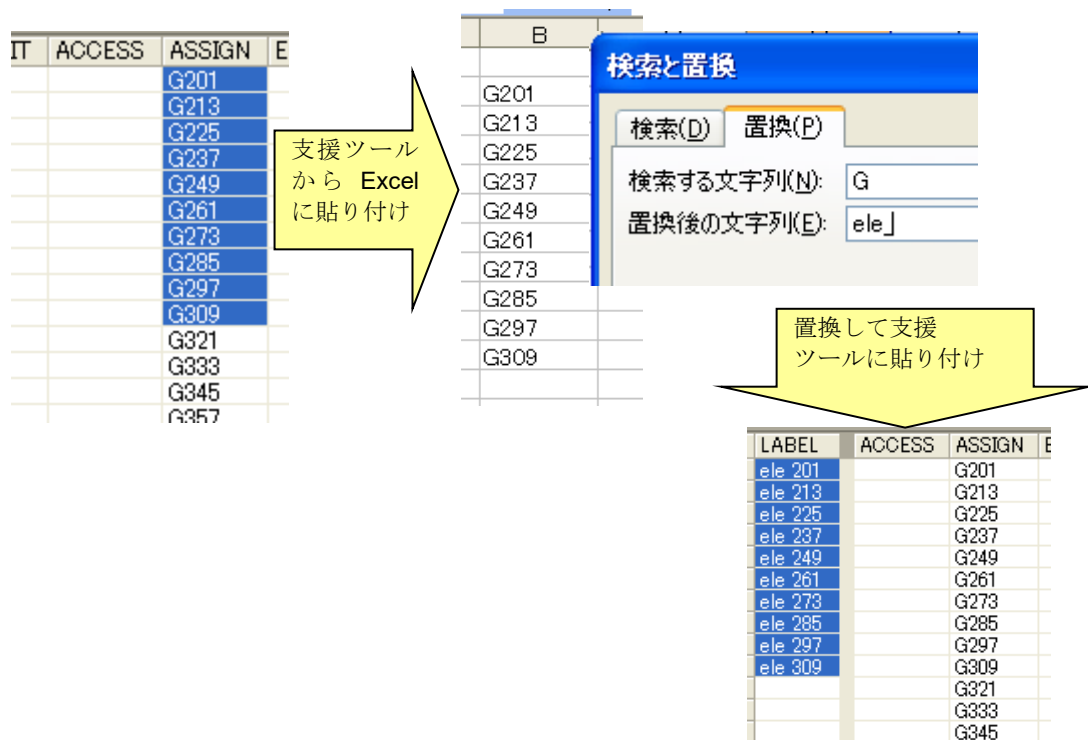 IT ACCESS ASSIGN E
G201
G213
G225
G237
G249
G261
G273
G285
G297
G309
G321
G333
G345
G357
支援ツール
から Excel
に貼り付け
B
G201
G213
G225
G237
G249
G261
G273
G285
G297
G309
検索と置換
検索(D) 置換(P)
検索する文字列(N): G
置換後の文字列(E): ele_
置換して支援
ツールに貼り付け
LABEL ACCESS ASSIGN E
ele 201 G201
ele 213 G213
ele 225 G225
ele 237 G237
ele 249 G249
ele 261 G261
ele 273 G273
ele 285 G285
ele 297 G297
ele 309 G309
G321
G333
G345